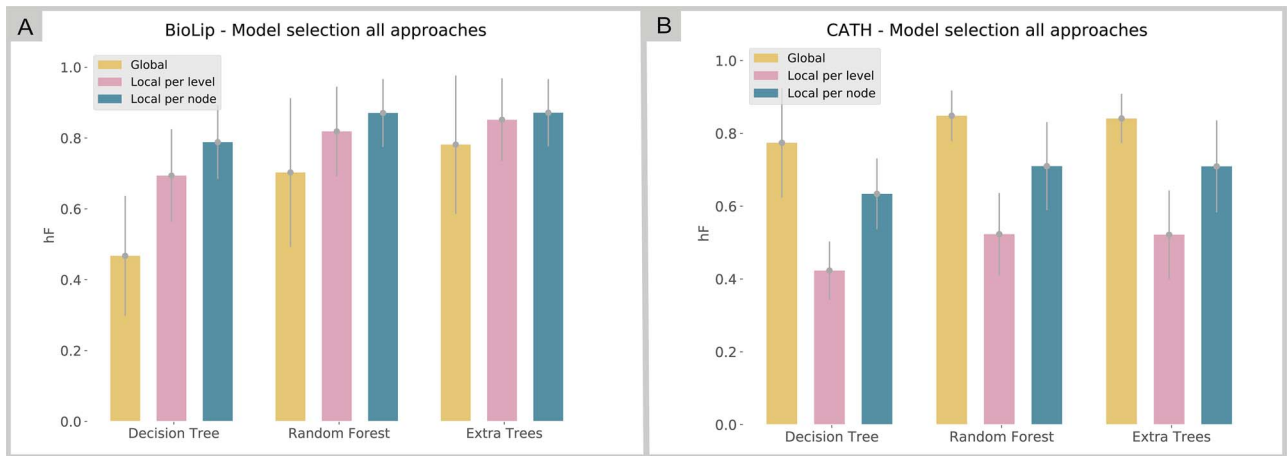 A
BioLip - Model selection all approaches
Global
Local per level
Local per node
hF
1.0
0.8
0.6
0.4
0.2
0.0
Decision Tree
Random Forest
Extra Trees
B
CATH - Model selection all approaches
Global
Local per level
Local per node
hF
1.0
0.8
0.6
0.4
0.2
0.0
Decision Tree
Random Forest
Extra Trees